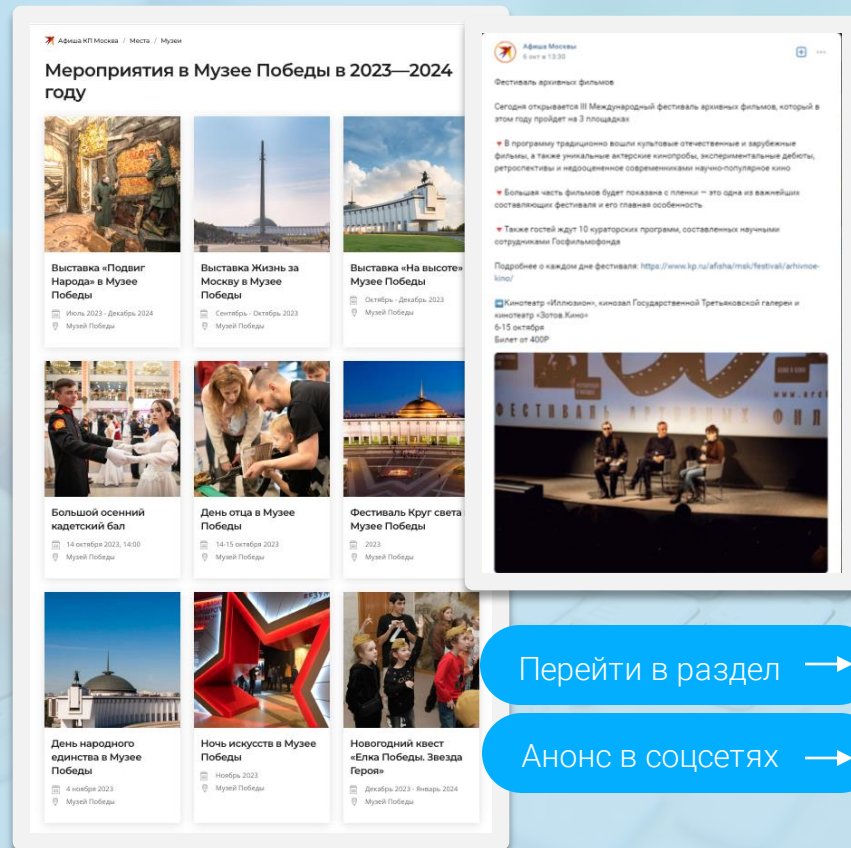 Афиша КП Москва / Места / Музеи
Мероприятия в Музее Победы в 2023—2024
году
Выставка «Подвиг
Народа» в Музее
Победы
Июль 2023 - Декабрь 2024
Музей Победы
Выставка Жизнь за
Москву в Музее
Победы
Сентябрь - Октябрь 2023
Музей Победы
Выставка «На высоте»
Музее Победы
Октябрь - Декабрь 2023
Музей Победы
Большой осенний
кадетский бал
14 октября 2023, 14:00
Музей Победы
День отца в Музее
Победы
14-15 октября 2023
Музей Победы
Фестиваль Круг света
Музее Победы
2023
Музей Победы
День народного
единства в Музее
Победы
4 ноября 2023
Музей Победы
Ночь искусств в Музее
Победы
Ноябрь 2023
Музей Победы
Новогодний квест
«Елка Победы. Звезда
Героя»
Декабрь 2023 - Январь 2024
Музей Победы
Афиша Москвы
6 окт в 13:30
Фестиваль архивных фильмов
Сегодня открывается III Международный фестиваль архивных фильмов, который в
этом году пройдет на 3 площадках
В программу традиционно вошли культовые отечественные и зарубежные
фильмы, а также уникальные актерские кинопробы, экспериментальные дебюты,
ретроспективы и недооцененное современниками научно-популярное кино
Большая часть фильмов будет показана с пленки — это одна из важнейших
составляющих фестиваля и его главная особенность
Также гостей ждут 10 кураторских программ, составленных научными
сотрудниками Госфильмофонда
Подробнее о каждом дне фестиваля: https://www.kp.ru/afisha/msk/festivali/arhivnoe-
kino/
Кинотеатр «Иллюзион», кинозал Государственной Третьяковской галереи и
кинотеатр «Зотов.Кино»
6-15 октября
Билет от 400Р
ФЕСТИВАЛЬ АРХИВНЫХ ФИЛ
Перейти в раздел
Анонс в соцсетях